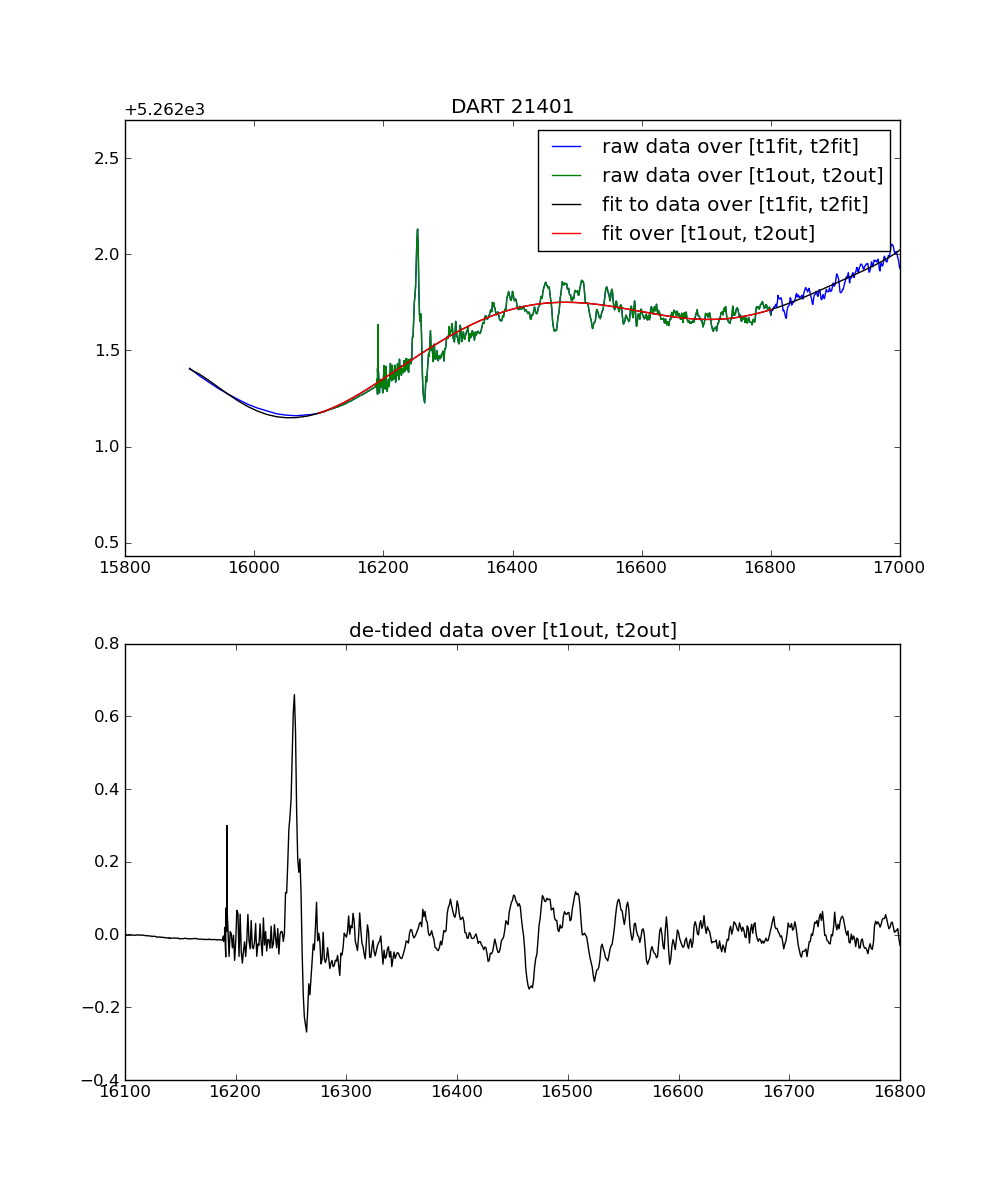 +5.262e3
DART 21401
2.5
2.0
1.5
1.0
0.5
raw data over [t1fit, t2fit]
raw data over [t1out, t2out]
fit to data over [t1fit, t2fit]
fit over [t1out, t2out]
15800 16000 16200 16400 16600 16800 17000
de-tided data over [t1out, t2out]
0.8
0.6
0.4
0.2
0.0
−0.2
−0.4
16100 16200 16300 16400 16500 16600 16700 16800